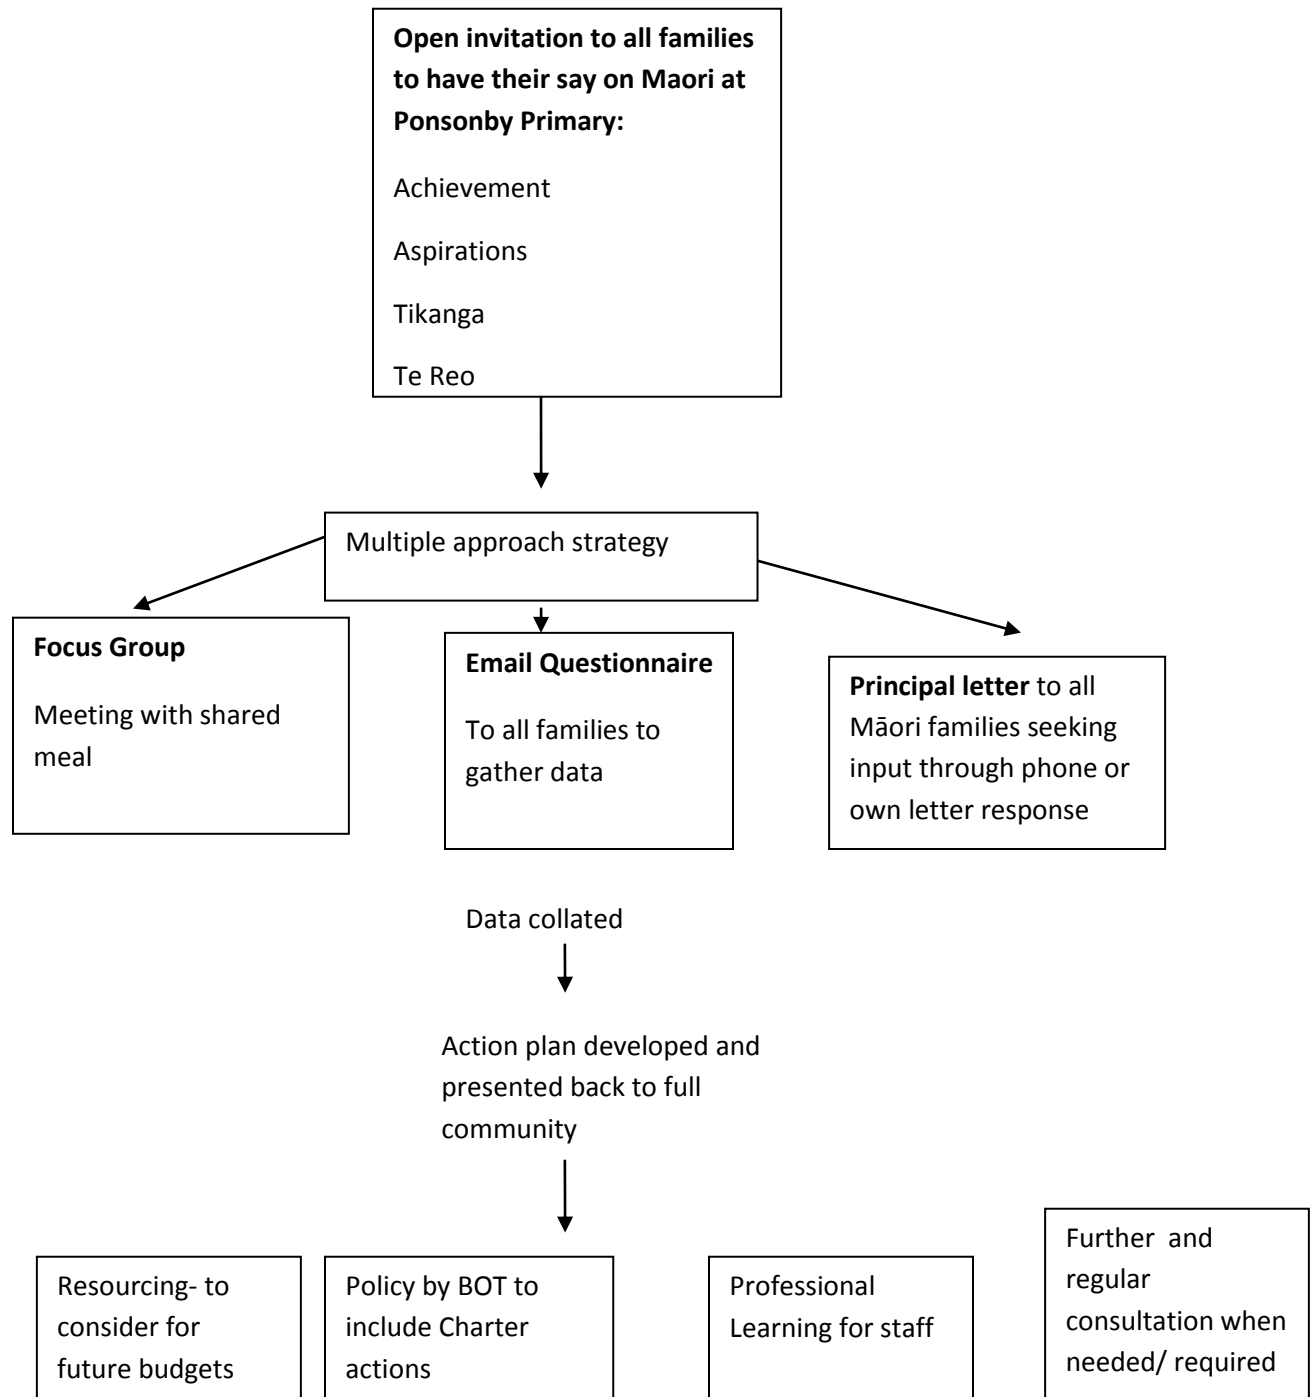 Open invitation to all families
to have their say on Maori at
Ponsonby Primary:
Achievement
Aspirations
Tikanga
Te Reo
Multiple approach strategy
Focus Group
Meeting with shared
meal
Email Questionnaire
To all families to
gather data
Principal letter to all
Māori families seeking
input through phone or
own letter response
Data collated
Action plan developed and
presented back to full
community
Resourcing- to
consider for
future budgets
Policy by BOT to
include Charter
actions
Professional
Learning for staff
Further and
regular
consultation when
needed/ required